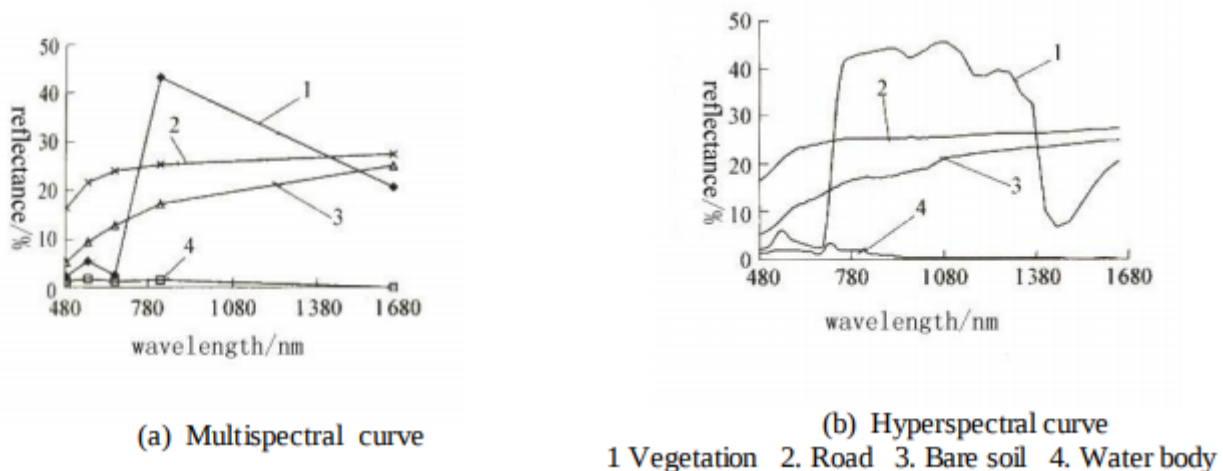 50
40
30
20
10
0
reflectance/%
480 780 1080 1380 1680
wavelength/nm
1
2
3
4
(a) Multispectral curve
50
40
30
20
10
0
reflectance/%
480 780 1080 1380 1680
wavelength/nm
1
2
3
4
(b) Hyperspectral curve
1 Vegetation 2. Road 3. Bare soil 4. Water body